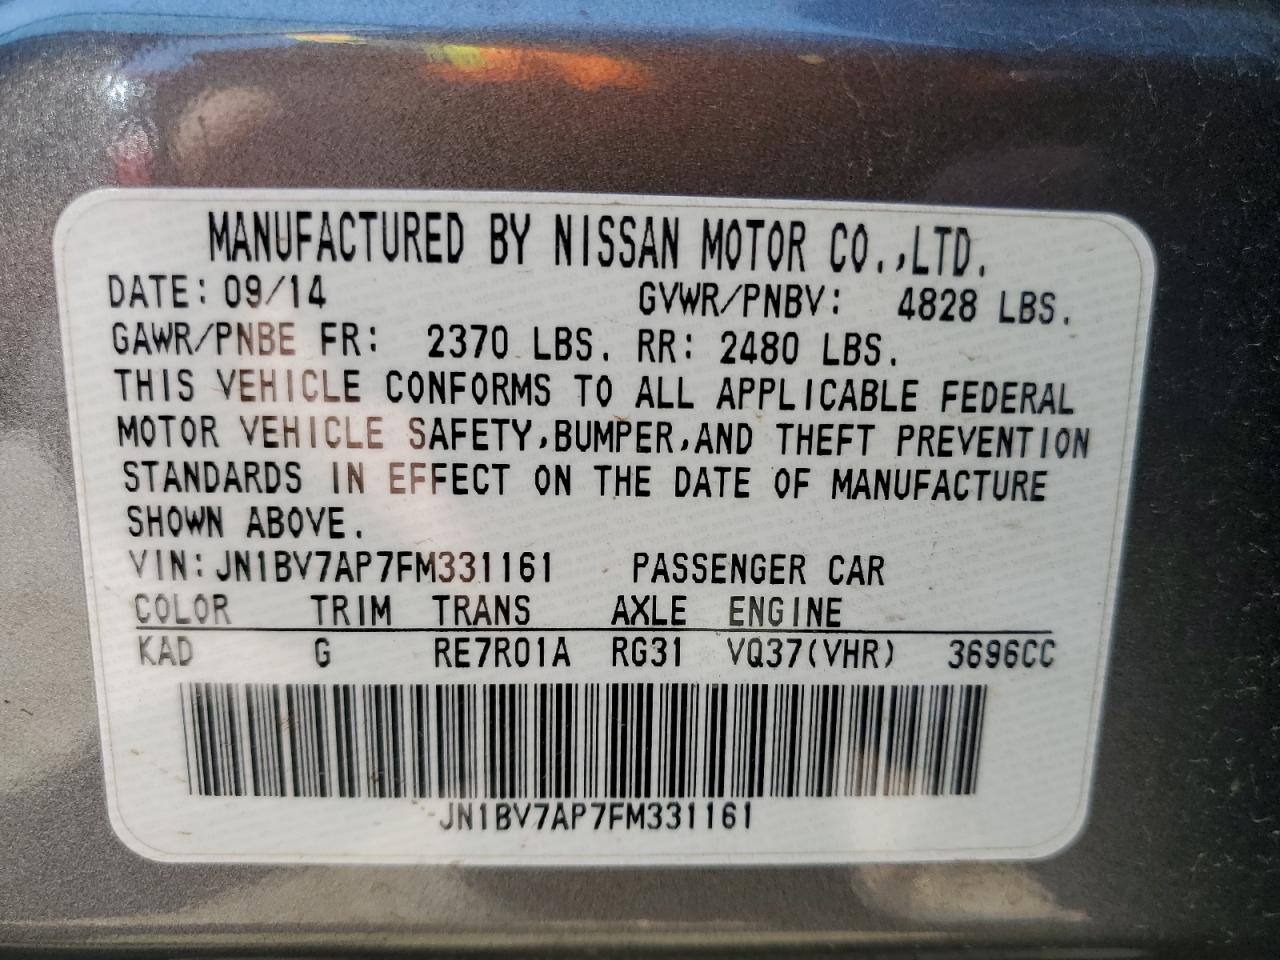 MANUFACTURED BY NISSAN MOTOR CO.,LTD.
DATE: 09/14 GVWR/PNBV: 4828 LBS.
GAWR/PNBE FR: 2370 LBS. RR: 2480 LBS.
THIS VEHICLE CONFORMS TO ALL APPLICABLE FEDERAL
MOTOR VEHICLE SAFETY,BUMPER,AND THEFT PREVENTION
STANDARDS IN EFFECT ON THE DATE OF MANUFACTURE
SHOWN ABOVE.
VIN:JN1BV7AP7FM331161 PASSENGER CAR
COLOR TRIM TRANS AXLE ENGINE
KAD G RE7R01A RG31 VQ37(VHR) 3696CC
JN1BV7AP7FM331161